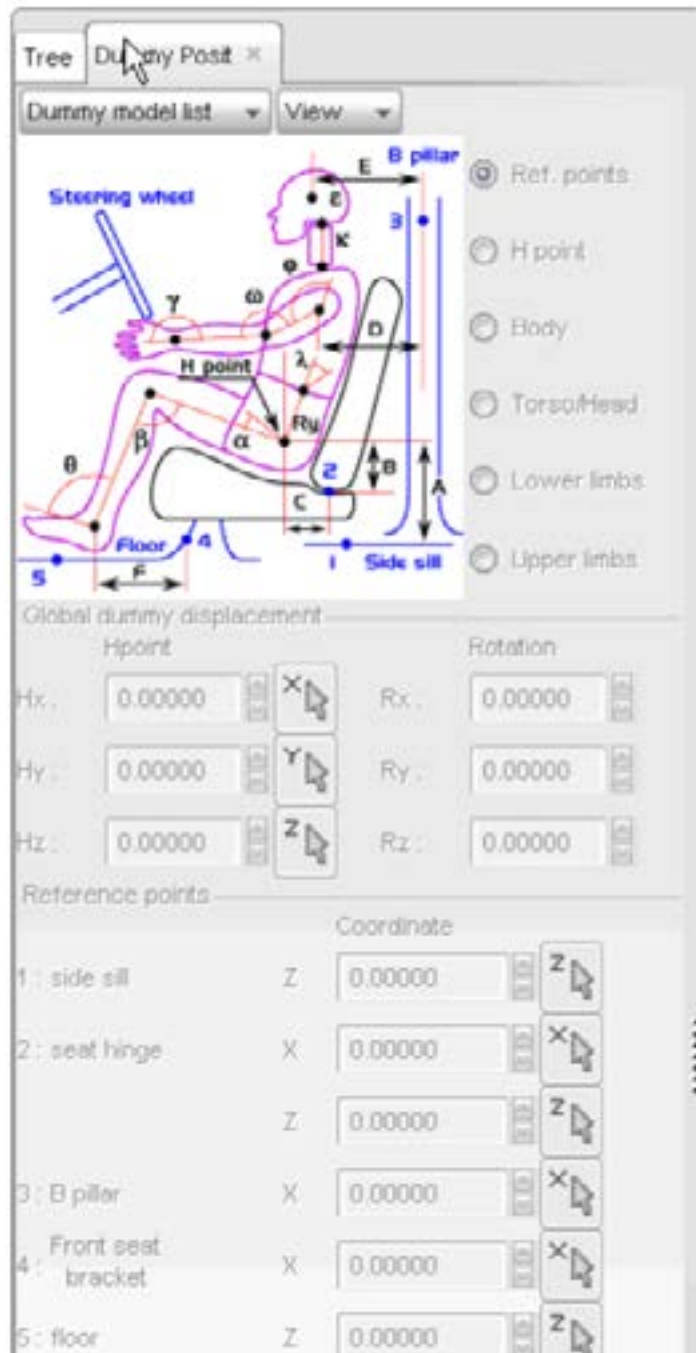 Tree
Dummy Posit
Dummy model list
View
B pillar
E
Ref. points
Steering wheel
ε
3
κ
H point
φ
γ
ω
Body
D
H point
λ
Torso/Head
Ry
β
α
θ
B
2
A
Lower limbs
C
Floor
4
1
Side sill
Upper limbs
5
F
Global dummy displacement
Hpoint
Rotation
Hx :
0.00000
X
Rx :
0.00000
Hy :
0.00000
Y
Ry :
0.00000
Hz :
0.00000
Z
Rz :
0.00000
Reference points
Coordinate
1 : side sill
Z
0.00000
Z
2 : seat hinge
X
0.00000
X
Z
0.00000
Z
3 : B pillar
X
0.00000
X
4 :
Front seat
bracket
X
0.00000
X
5 : floor
Z
0.00000
Z